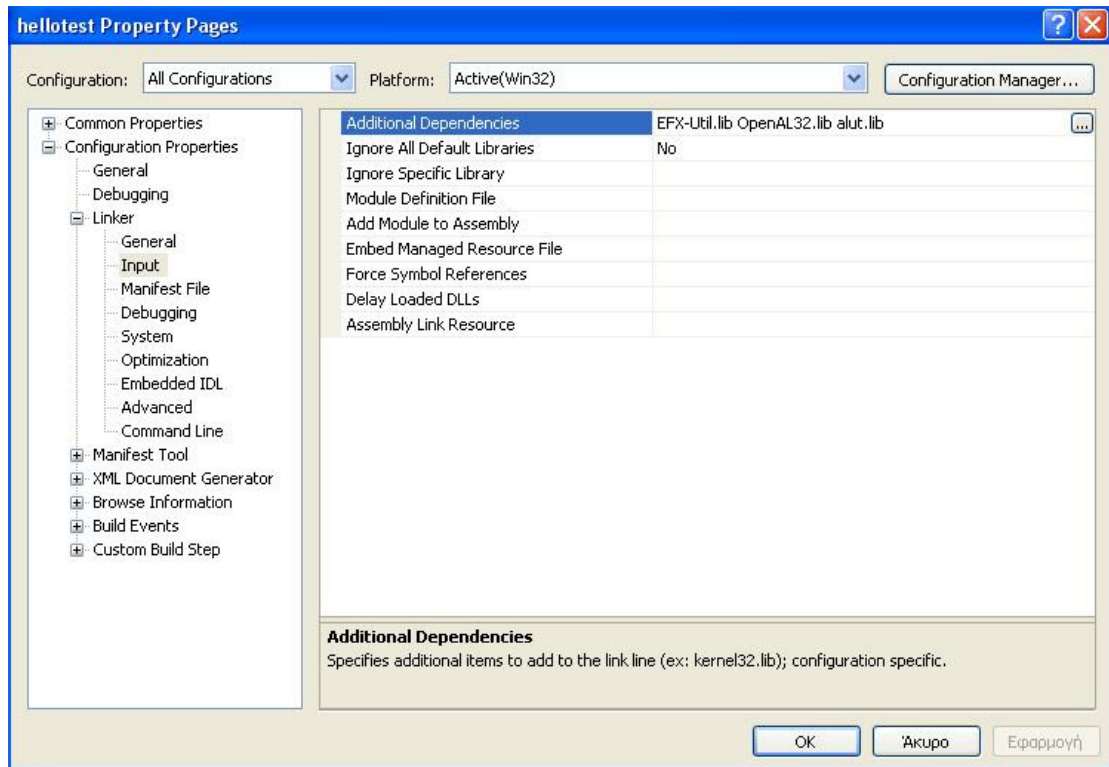 hellotest Property Pages
Configuration: All Configurations Platform: Active(Win32) Configuration Manager...
Common Properties
Configuration Properties
General
Debugging
Linker
General
Input
Manifest File
Debugging
System
Optimization
Embedded IDL
Advanced
Command Line
Manifest Tool
XML Document Generator
Browse Information
Build Events
Custom Build Step
Additional Dependencies EFX-Util.lib OpenAL32.lib alut.lib ...
Ignore All Default Libraries No
Ignore Specific Library
Module Definition File
Add Module to Assembly
Embed Managed Resource File
Force Symbol References
Delay Loaded DLLs
Assembly Link Resource
Additional Dependencies
Specifies additional items to add to the link line (ex: kernel32.lib); configuration specific.
OK Άκυρο Εφαρμογή